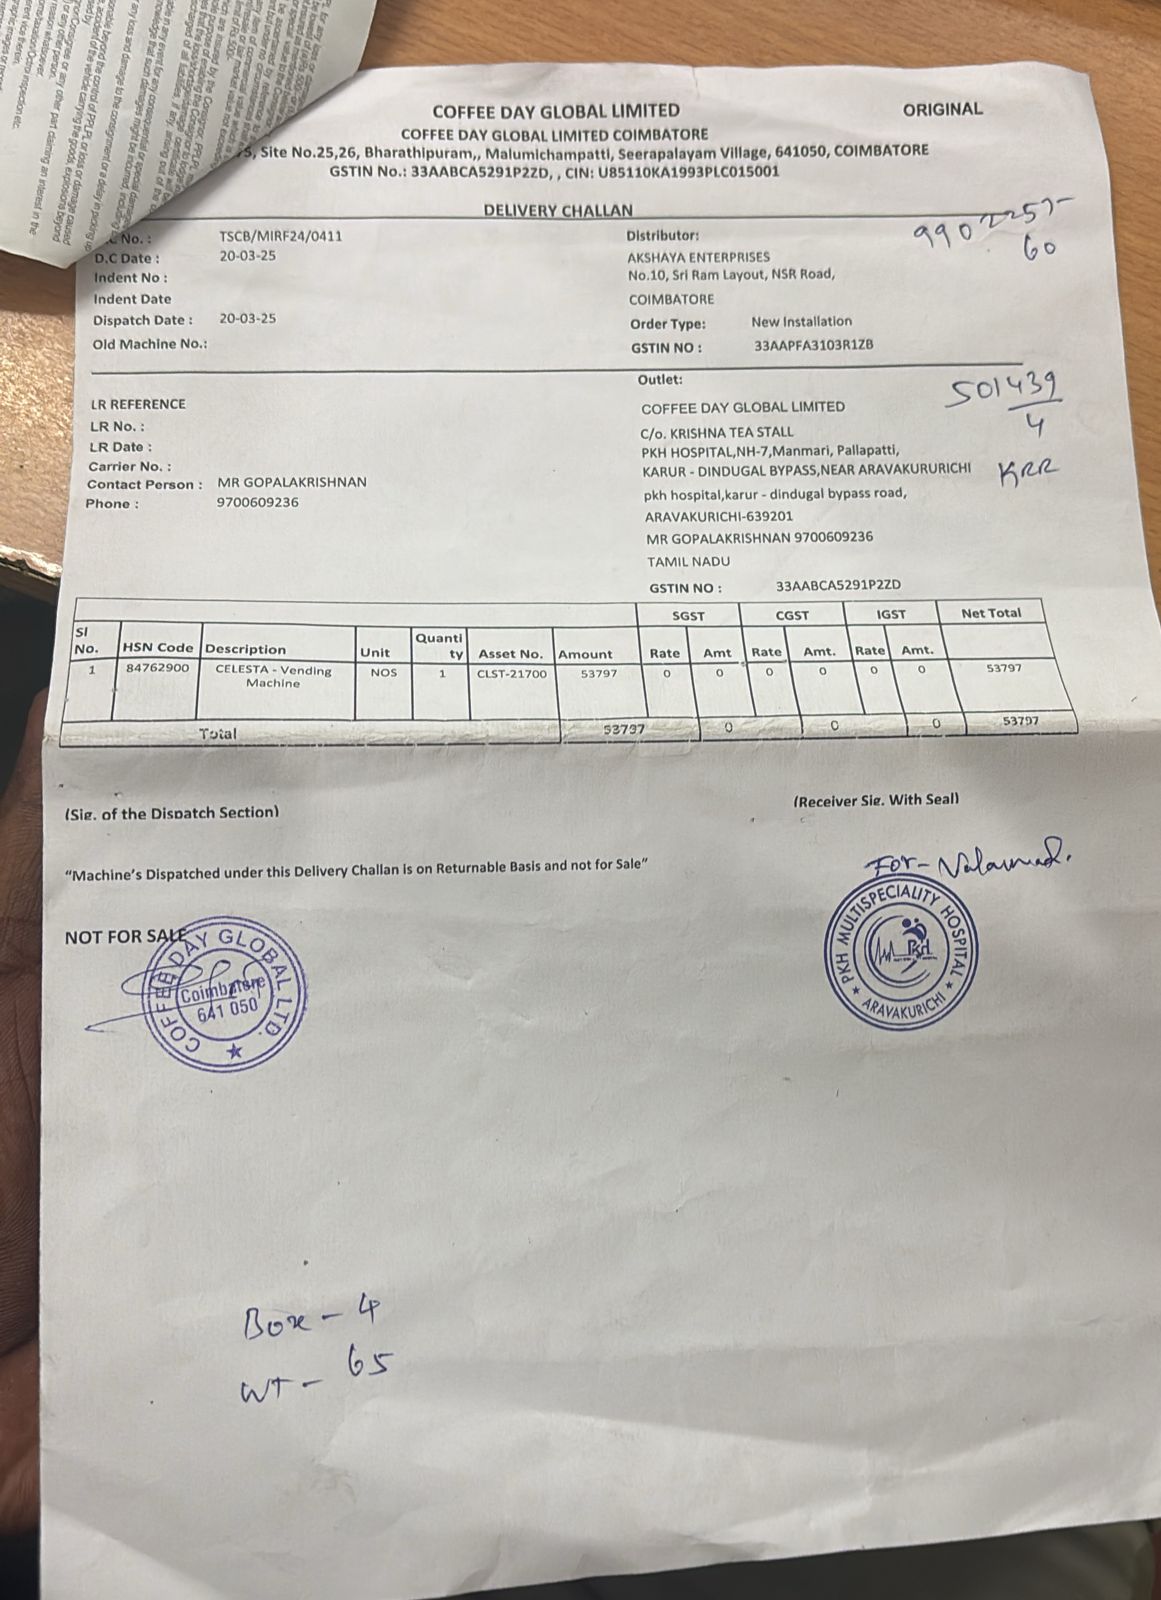 COFFEE DAY GLOBAL LIMITED
ORIGINAL
COFFEE DAY GLOBAL LIMITED COIMBATORE
Site No.25,26, Bharathipuram,, Malumichampatti, Seerapalayam Village, 641050, COIMBATORE
GSTIN No.: 33AABCA5291P2ZD, , CIN: U85110KA1993PLC015001
DELIVERY CHALLAN
No. : TSCB/MIRF24/0411
D.C Date : 20-03-25
Indent No :
Indent Date
Dispatch Date : 20-03-25
Old Machine No.:
Distributor:
AKSHAYA ENTERPRISES
No.10, Sri Ram Layout, NSR Road,
COIMBATORE
Order Type: New Installation
GSTIN NO : 33AAPFA3103R1ZB
60
LR REFERENCE
LR No. :
LR Date :
Carrier No. :
Contact Person : MR GOPALAKRISHNAN
Phone : 9700609236
Outlet:
COFFEE DAY GLOBAL LIMITED
C/o. KRISHNA TEA STALL
PKH HOSPITAL,NH-7,Manmari, Pallapatti,
KARUR - DINDUGAL BYPASS,NEAR ARAVAKURURICHI
pkh hospital,karur - dindugal bypass road,
ARAVAKURICHI-639201
MR GOPALAKRISHNAN 9700609236
TAMIL NADU
GSTIN NO : 33AABCA5291P2ZD
501439
4
KRR
SGST CGST IGST Net Total
Sl No. HSN Code Description Unit Quantity Asset No. Amount Rate Amt Rate Amt. Rate Amt.
1 84762900 CELESTA - Vending Machine NOS 1 CLST-21700 53797 0 0 0 0 0 0 53797
Total 53797 0 0 0 53797
(Sig. of the Dispatch Section)
(Receiver Sig. With Seal)
"Machine's Dispatched under this Delivery Challan is on Returnable Basis and not for Sale"
For-
NOT FOR SALE
COFFEE DAY GLOBAL LTD.
Coimbatore
641 050
PKH MULTISPECIALITY HOSPITAL
PKH
ARAVAKURICHI
Box - 4
WT - 65